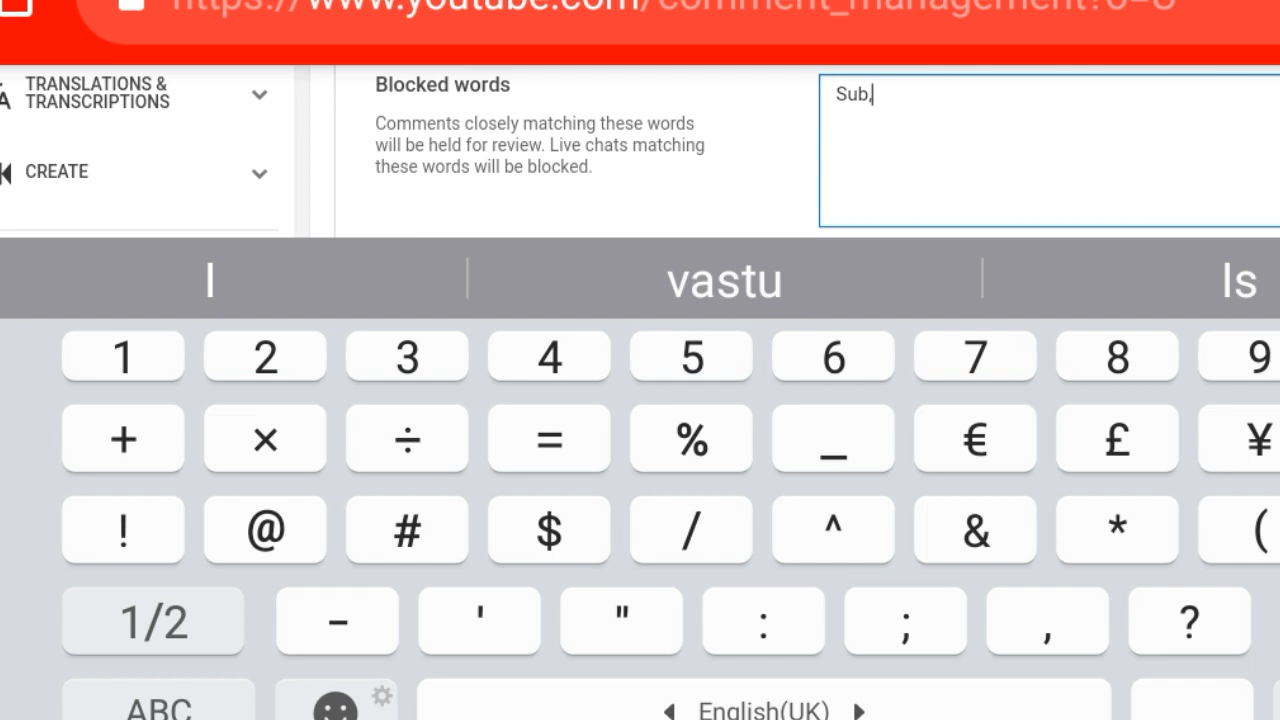 https://www.youtube.com/comment_management?o=8
TRANSLATIONS &
TRANSCRIPTIONS
CREATE
Blocked words
Comments closely matching these words
will be held for review. Live chats matching
these words will be blocked.
Sub,
I vastu Is
1 2 3 4 5 6 7 8 9
+ × ÷ = % _ € £ ¥
! @ # $ / ^ & * (
1/2 - ' " : ; , ?
ABC English(UK)